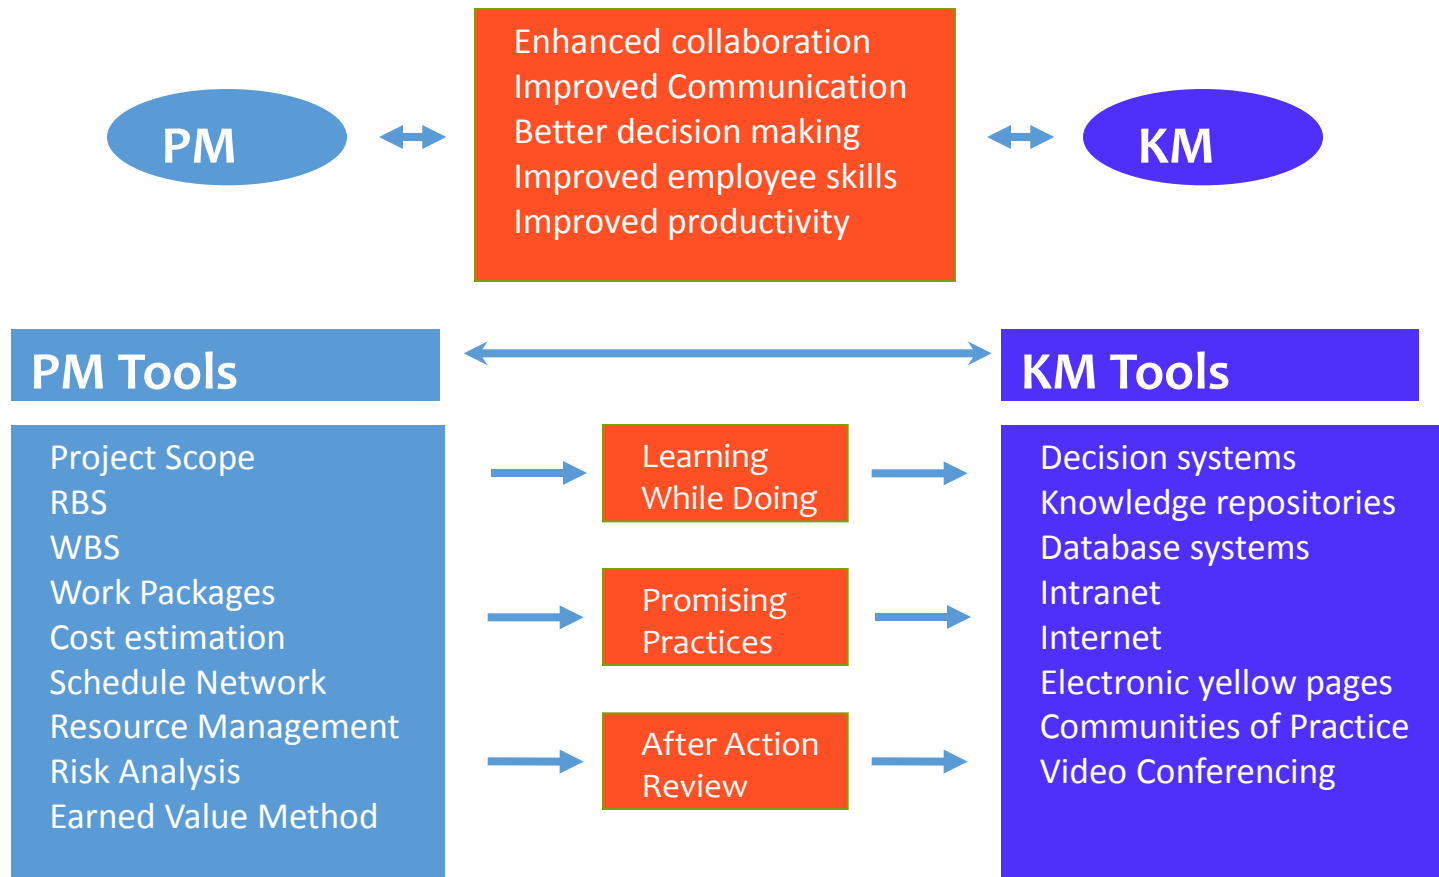 PM
Enhanced collaboration
Improved Communication
Better decision making
Improved employee skills
Improved productivity
KM
PM Tools
KM Tools
Project Scope
RBS
WBS
Work Packages
Cost estimation
Schedule Network
Resource Management
Risk Analysis
Earned Value Method
Learning
While Doing
Promising
Practices
After Action
Review
Decision systems
Knowledge repositories
Database systems
Intranet
Internet
Electronic yellow pages
Communities of Practice
Video Conferencing